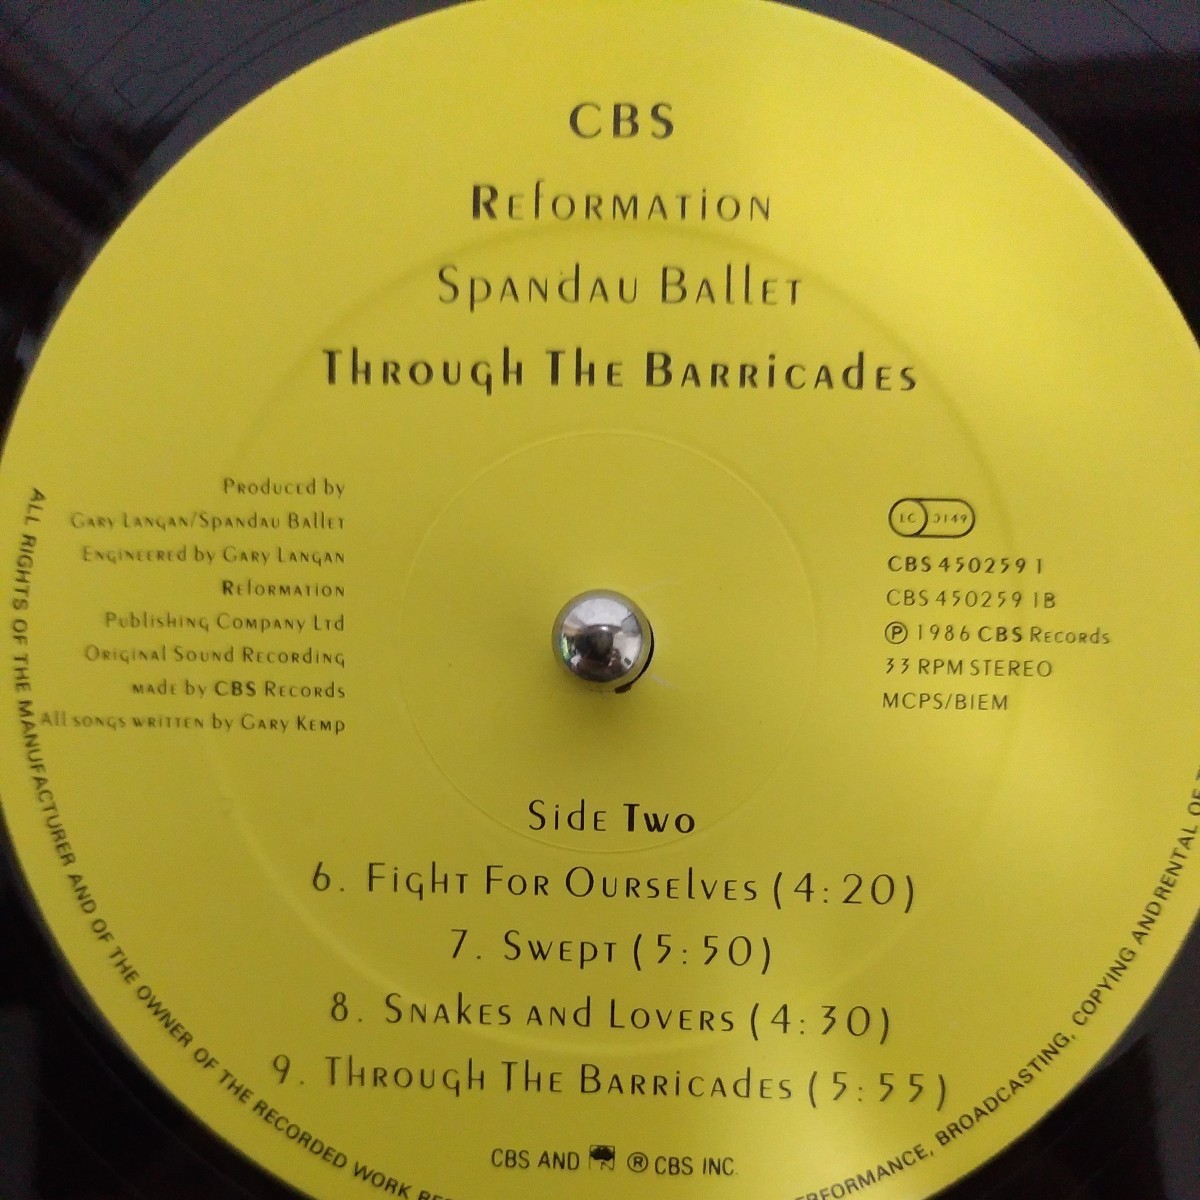 CBS
Reformation
Spandau Ballet
Through The Barricades
Produced by
Gary Langan/Spandau Ballet
Engineered by Gary Langan
Reformation
Publishing Company Ltd
Original Sound Recording
made by CBS Records
All songs written by Gary Kemp
LC 0149
CBS 450259 1
CBS 450259 1B
℗ 1986 CBS Records
33 RPM STEREO
MCPS/BIEM
Side Two
6. Fight For Ourselves (4:20)
7. Swept (5:50)
8. Snakes and Lovers (4:30)
9. Through The Barricades (5:55)
CBS AND ® CBS INC.
ALL RIGHTS OF THE MANUFACTURER AND OF THE OWNER OF THE RECORDED WORK
BROADCASTING, COPYING AND RENTAL OF